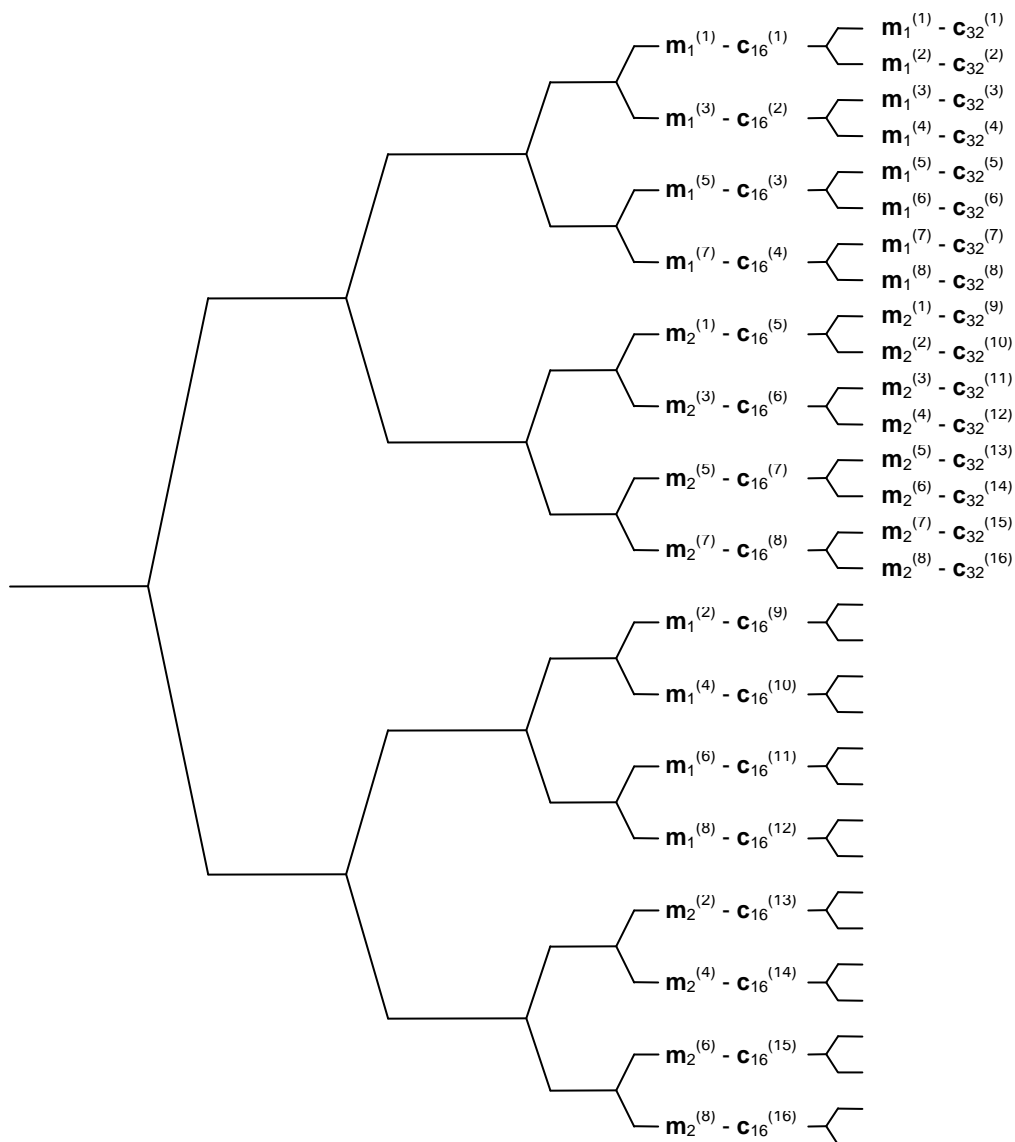 m₁⁽¹⁾ - c₁₆⁽¹⁾
m₁⁽³⁾ - c₁₆⁽²⁾
m₁⁽⁵⁾ - c₁₆⁽³⁾
m₁⁽⁷⁾ - c₁₆⁽⁴⁾
m₂⁽¹⁾ - c₁₆⁽⁵⁾
m₂⁽³⁾ - c₁₆⁽⁶⁾
m₂⁽⁵⁾ - c₁₆⁽⁷⁾
m₂⁽⁷⁾ - c₁₆⁽⁸⁾
m₁⁽²⁾ - c₁₆⁽⁹⁾
m₁⁽⁴⁾ - c₁₆⁽¹⁰⁾
m₁⁽⁶⁾ - c₁₆⁽¹¹⁾
m₁⁽⁸⁾ - c₁₆⁽¹²⁾
m₂⁽²⁾ - c₁₆⁽¹³⁾
m₂⁽⁴⁾ - c₁₆⁽¹⁴⁾
m₂⁽⁶⁾ - c₁₆⁽¹⁵⁾
m₂⁽⁸⁾ - c₁₆⁽¹⁶⁾
m₁⁽¹⁾ - c₃₂⁽¹⁾
m₁⁽²⁾ - c₃₂⁽²⁾
m₁⁽³⁾ - c₃₂⁽³⁾
m₁⁽⁴⁾ - c₃₂⁽⁴⁾
m₁⁽⁵⁾ - c₃₂⁽⁵⁾
m₁⁽⁶⁾ - c₃₂⁽⁶⁾
m₁⁽⁷⁾ - c₃₂⁽⁷⁾
m₁⁽⁸⁾ - c₃₂⁽⁸⁾
m₂⁽¹⁾ - c₃₂⁽⁹⁾
m₂⁽²⁾ - c₃₂⁽¹⁰⁾
m₂⁽³⁾ - c₃₂⁽¹¹⁾
m₂⁽⁴⁾ - c₃₂⁽¹²⁾
m₂⁽⁵⁾ - c₃₂⁽¹³⁾
m₂⁽⁶⁾ - c₃₂⁽¹⁴⁾
m₂⁽⁷⁾ - c₃₂⁽¹⁵⁾
m₂⁽⁸⁾ - c₃₂⁽¹⁶⁾